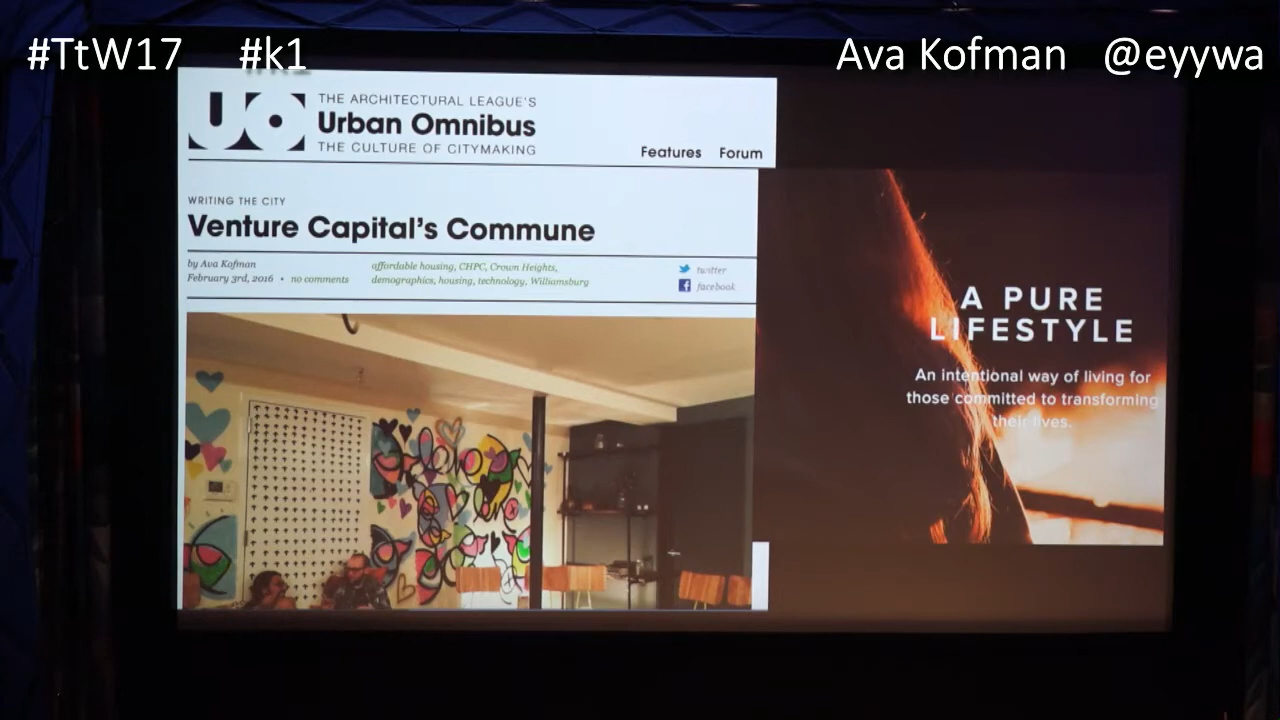 #TtW17 #k1
Ava Kofman @eyywa
UO
THE ARCHITECTURAL LEAGUE'S
Urban Omnibus
THE CULTURE OF CITYMAKING
Features Forum
WRITING THE CITY
Venture Capital's Commune
by Ava Kofman
February 3rd, 2016 • no comments
affordable housing, CHPC, Crown Heights,
demographics, housing, technology, Williamsburg
twitter
facebook
A PURE
LIFESTYLE
An intentional way of living for
those committed to transforming
their lives.